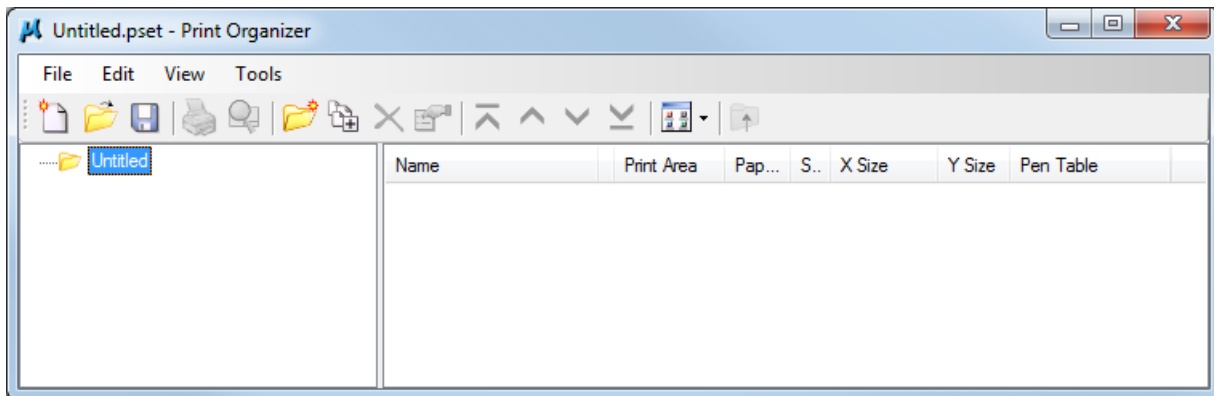 Untitled.pset - Print Organizer
File Edit View Tools
Untitled
Name Print Area Pap... S.. X Size Y Size Pen Table